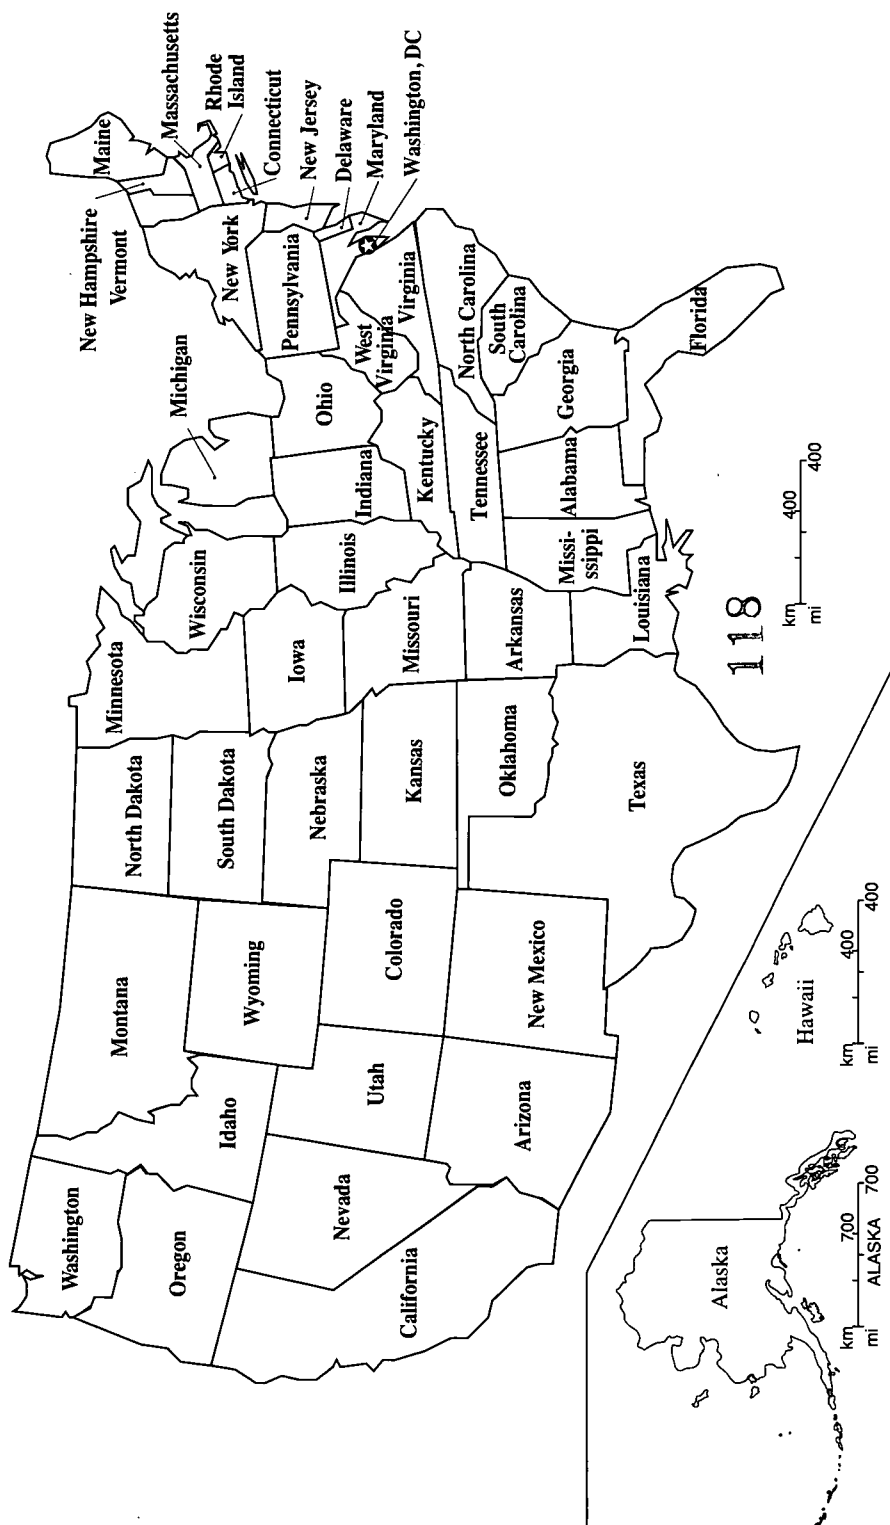 Washington
Oregon
California
Nevada
Idaho
Montana
Wyoming
Utah
Arizona
Colorado
New Mexico
North Dakota
South Dakota
Nebraska
Kansas
Oklahoma
Texas
Minnesota
Iowa
Missouri
Arkansas
Louisiana
Wisconsin
Illinois
Michigan
Indiana
Ohio
Kentucky
Tennessee
Missi-
ssippi
Alabama
Georgia
Florida
South
Carolina
North Carolina
Virginia
West
Virginia
Pennsylvania
New York
New Hampshire
Vermont
Maine
Massachusetts
Rhode
Island
Connecticut
New Jersey
Delaware
Maryland
Washington, DC
Alaska
km
700
mi
700
ALASKA
Hawaii
km
400
mi
400
118
km
400
mi
400